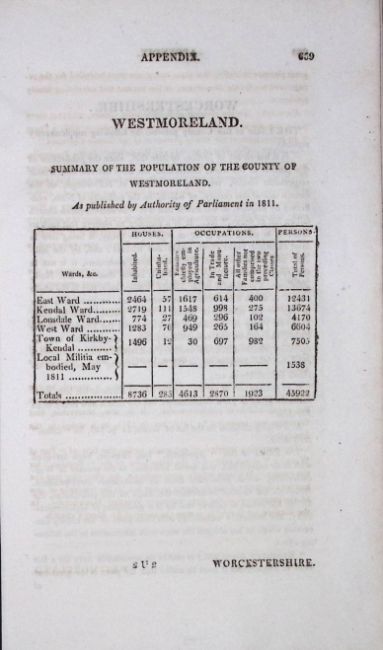 APPENDIX. 659
WESTMORELAND.
SUMMARY OF THE POPULATION OF THE COUNTY OF
WESTMORELAND.
As published by Authority of Parliament in 1811.
HOUSES. OCCUPATIONS. PERSONS.
Wards, &c. Inhabited. Uninhabited. Families chiefly employed in Agriculture. In Trade and Manufacture. All other Families not comprized in the two preceding Classes Total of Persons.
East Ward ............. 2464 57 1617 614 400 12431
Kendal Ward......... 2719 111 1548 998 275 13674
Lonsdale Ward...... 774 27 469 296 102 4170
West Ward ........... 1283 76 949 265 164 6604
Town of Kirkby-
Kendal ........... } 1496 12 30 697 982 7505
Local Militia em-
bodied, May } — — — — — 1538
1811 ..............
Totals .................. 8736 283 4613 2870 1923 45922
2 U 2 WORCESTERSHIRE.